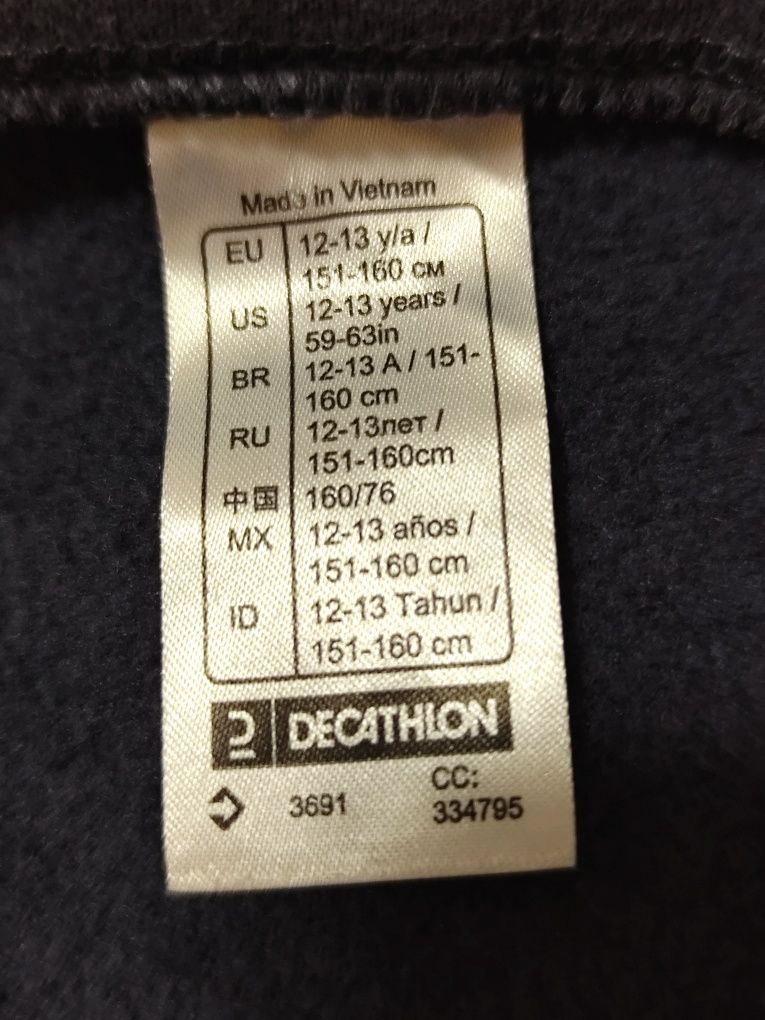 Made in Vietnam
EU 12-13 y/a /
151-160 см
US 12-13 years /
59-63in
BR 12-13 A / 151-
160 cm
RU 12-13лет /
151-160cm
中国 160/76
MX 12-13 años /
151-160 cm
ID 12-13 Tahun /
151-160 cm
DECATHLON
3691 CC:
334795